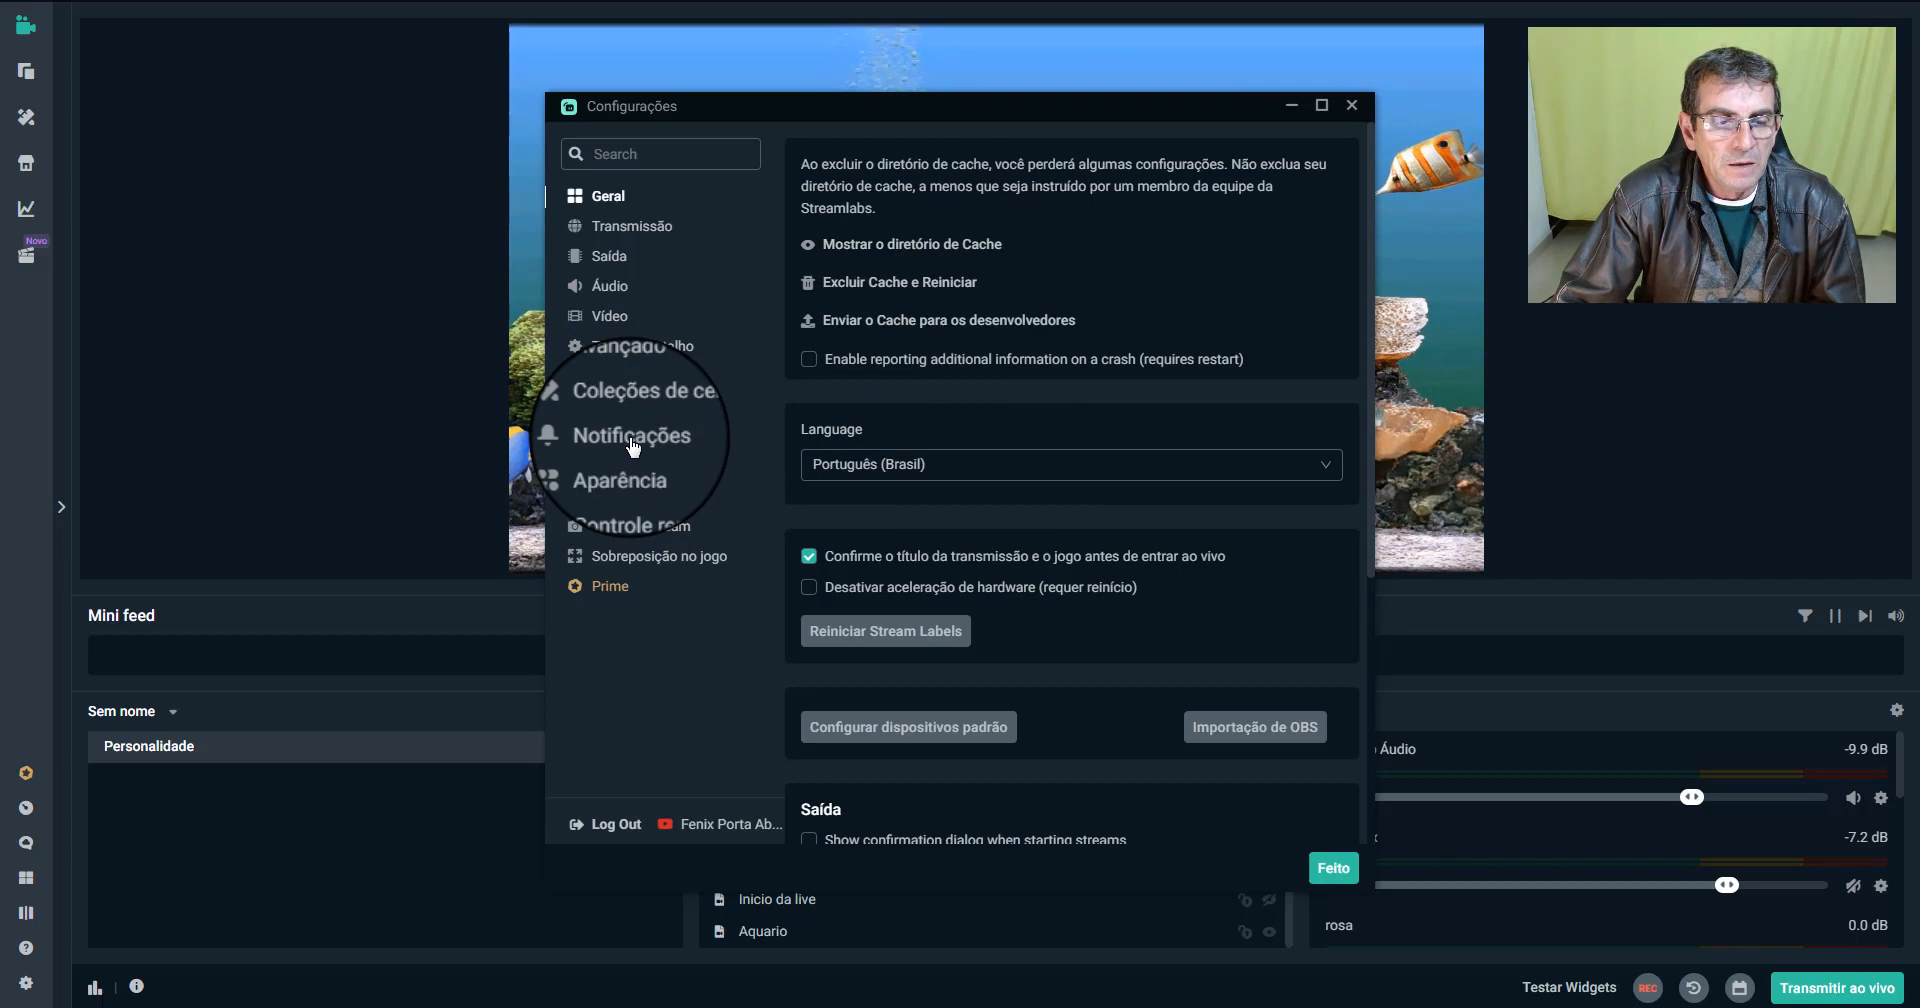 Configurações
Search
Geral
Transmissão
Saída
Áudio
Vídeo
Coleções de ce
Notificações
Aparência
Controle
Sobreposição no jogo
Prime
Log Out
Fenix Porta Ab...
Ao excluir o diretório de cache, você perderá algumas configurações. Não exclua seu
diretório de cache, a menos que seja instruído por um membro da equipe da
Streamlabs.
Mostrar o diretório de Cache
Excluir Cache e Reiniciar
Enviar o Cache para os desenvolvedores
Enable reporting additional information on a crash (requires restart)
Language
Português (Brasil)
Confirme o título da transmissão e o jogo antes de entrar ao vivo
Desativar aceleração de hardware (requer reinício)
Reiniciar Stream Labels
Configurar dispositivos padrão
Importação de OBS
Saída
Show confirmation dialog when starting streams
Feito
Novo
Mini feed
Sem nome
Personalidade
Inicio da live
Aquario
Áudio
-9.9 dB
-7.2 dB
rosa
0.0 dB
Testar Widgets
REC
Transmitir ao vivo